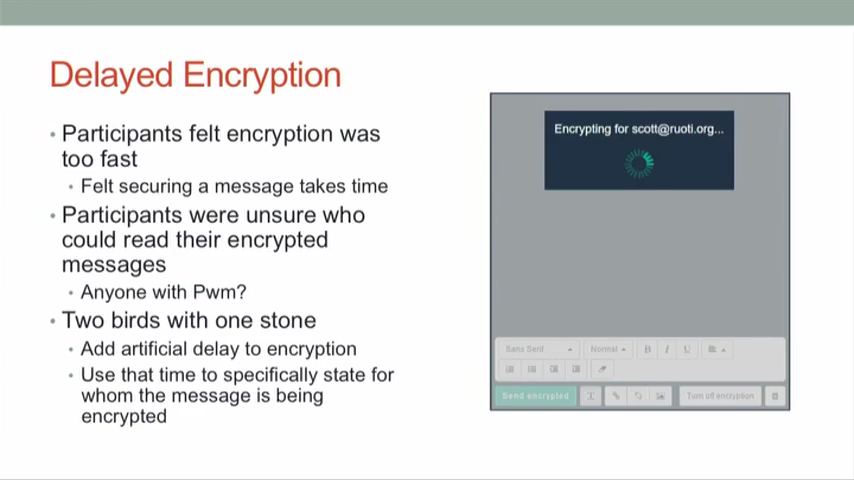 Delayed Encryption
• Participants felt encryption was
too fast
• Felt securing a message takes time
• Participants were unsure who
could read their encrypted
messages
• Anyone with Pwm?
• Two birds with one stone
• Add artificial delay to encryption
• Use that time to specifically state for
whom the message is being
encrypted
Encrypting for scott@ruoti.org...
Sans Serif Normal B I U
Send encrypted Turn off encryption